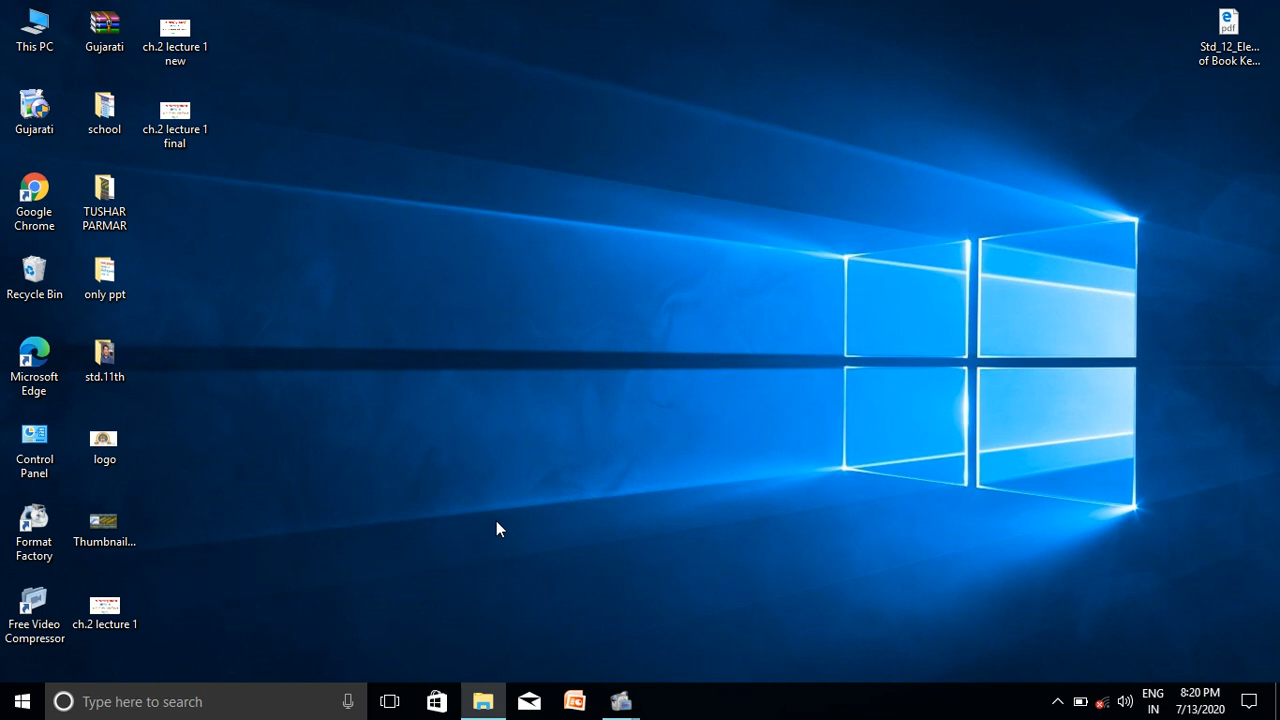 This PC
Gujarati
ch.2 lecture 1
new
Std_12_Ele...
of Book Ke...
Gujarati
school
ch.2 lecture 1
final
Google
Chrome
TUSHAR
PARMAR
Recycle Bin
only ppt
Microsoft
Edge
std.11th
Control
Panel
logo
Format
Factory
Thumbnail...
Free Video
Compressor
ch.2 lecture 1
Type here to search
ENG
IN
8:20 PM
7/13/2020
pdf